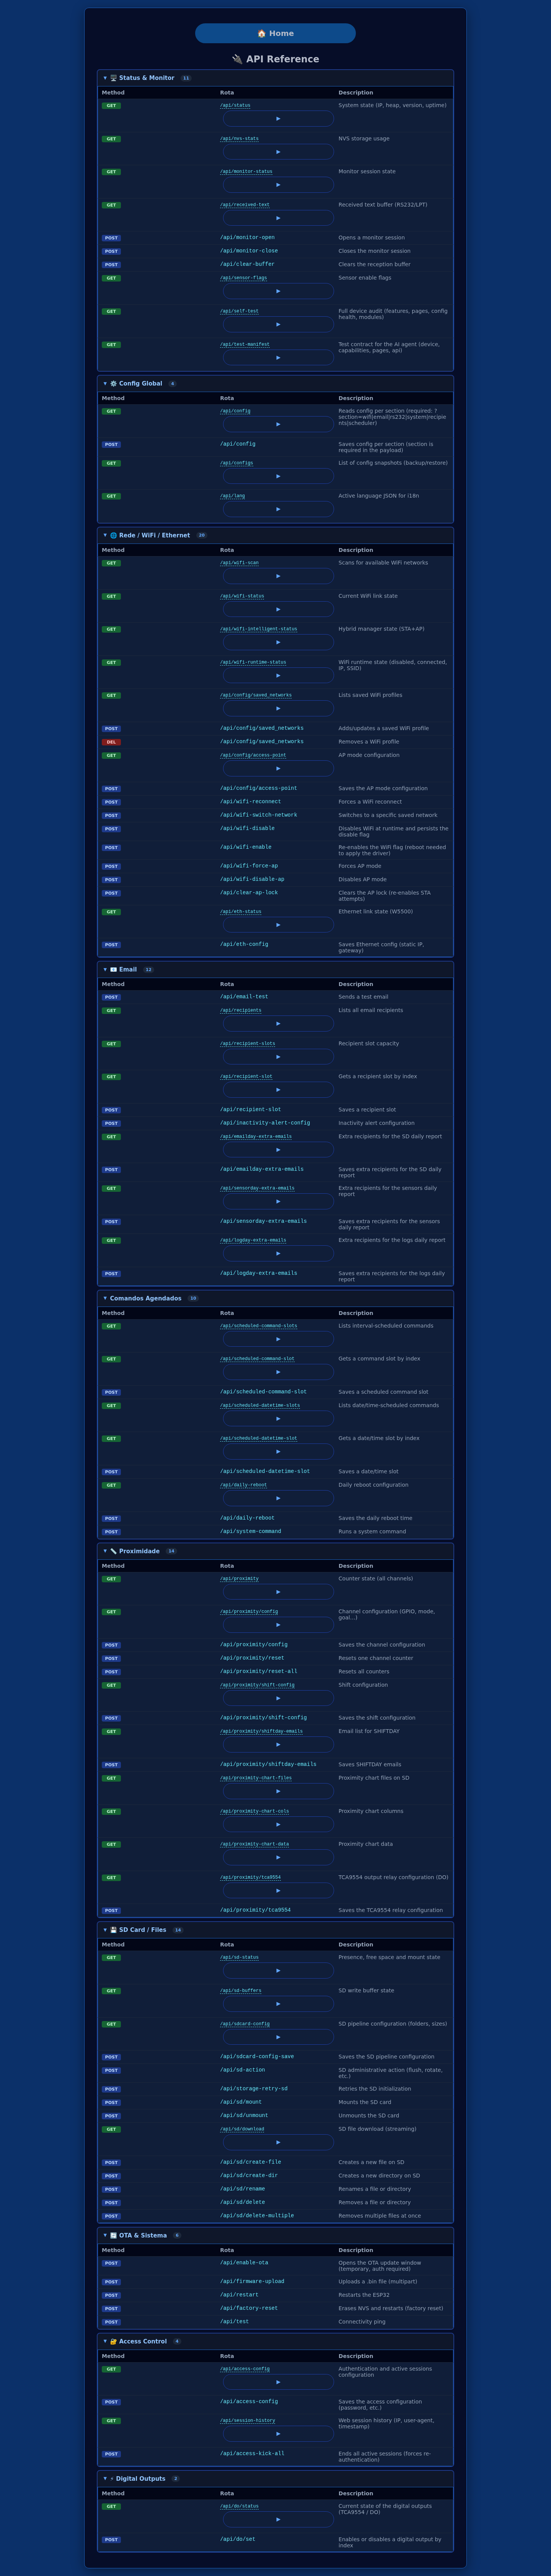 🏠 Home
🔌 API Reference
▼ 🖥️ Status & Monitor 11
Method Rota Description
GET /api/status System state (IP, heap, version, uptime)
▶
GET /api/nvs-stats NVS storage usage
▶
GET /api/monitor-status Monitor session state
▶
GET /api/received-text Received text buffer (RS232/LPT)
▶
POST /api/monitor-open Opens a monitor session
POST /api/monitor-close Closes the monitor session
POST /api/clear-buffer Clears the reception buffer
GET /api/sensor-flags Sensor enable flags
▶
GET /api/self-test Full device audit (features, pages, config
health, modules)
▶
GET /api/test-manifest Test contract for the AI agent (device,
capabilities, pages, api)
▶
▼ ⚙️ Config Global 4
Method Rota Description
GET /api/config Reads config per section (required: ?
section=wifi|email|rs232|system|recipie
nts|scheduler)
▶
POST /api/config Saves config per section (section is
required in the payload)
GET /api/configs List of config snapshots (backup/restore)
▶
GET /api/lang Active language JSON for i18n
▶
▼ 🌐 Rede / WiFi / Ethernet 20
Method Rota Description
GET /api/wifi-scan Scans for available WiFi networks
▶
GET /api/wifi-status Current WiFi link state
▶
GET /api/wifi-intelligent-status Hybrid manager state (STA+AP)
▶
GET /api/wifi-runtime-status WiFi runtime state (disabled, connected,
IP, SSID)
▶
GET /api/config/saved_networks Lists saved WiFi profiles
▶
POST /api/config/saved_networks Adds/updates a saved WiFi profile
DEL /api/config/saved_networks Removes a WiFi profile
GET /api/config/access-point AP mode configuration
▶
POST /api/config/access-point Saves the AP mode configuration
POST /api/wifi-reconnect Forces a WiFi reconnect
POST /api/wifi-switch-network Switches to a specific saved network
POST /api/wifi-disable Disables WiFi at runtime and persists the
disable flag
POST /api/wifi-enable Re-enables the WiFi flag (reboot needed
to apply the driver)
POST /api/wifi-force-ap Forces AP mode
POST /api/wifi-disable-ap Disables AP mode
POST /api/clear-ap-lock Clears the AP lock (re-enables STA
attempts)
GET /api/eth-status Ethernet link state (W5500)
▶
POST /api/eth-config Saves Ethernet config (static IP,
gateway)
▼ 📧 Email 12
Method Rota Description
POST /api/email-test Sends a test email
GET /api/recipients Lists all email recipients
▶
GET /api/recipient-slots Recipient slot capacity
▶
GET /api/recipient-slot Gets a recipient slot by index
▶
POST /api/recipient-slot Saves a recipient slot
POST /api/inactivity-alert-config Inactivity alert configuration
GET /api/emailday-extra-emails Extra recipients for the SD daily
report
▶
POST /api/emailday-extra-emails Saves extra recipients for the SD daily
report
GET /api/sensorday-extra-emails Extra recipients for the sensors daily
report
▶
POST /api/sensorday-extra-emails Saves extra recipients for the sensors
daily report
GET /api/logday-extra-emails Extra recipients for the logs daily report
▶
POST /api/logday-extra-emails Saves extra recipients for the logs daily
report
▼ Comandos Agendados 10
Method Rota Description
GET /api/scheduled-command-slots Lists interval-scheduled commands
▶
GET /api/scheduled-command-slot Gets a command slot by index
▶
POST /api/scheduled-command-slot Saves a scheduled command slot
GET /api/scheduled-datetime-slots Lists date/time-scheduled commands
▶
GET /api/scheduled-datetime-slot Gets a date/time slot by index
▶
POST /api/scheduled-datetime-slot Saves a date/time slot
GET /api/daily-reboot Daily reboot configuration
▶
POST /api/daily-reboot Saves the daily reboot time
POST /api/system-command Runs a system command
▼ Proximidade 14
Method Rota Description
GET /api/proximity Counter state (all channels)
▶
GET /api/proximity/config Channel configuration (GPIO, mode,
goal...)
▶
POST /api/proximity/config Saves the channel configuration
POST /api/proximity/reset Resets one channel counter
POST /api/proximity/reset-all Resets all counters
GET /api/proximity/shift-config Shift configuration
▶
POST /api/proximity/shift-config Saves the shift configuration
GET /api/proximity/shiftday-emails Email list for SHIFTDAY
▶
POST /api/proximity/shiftday-emails Saves SHIFTDAY emails
GET /api/proximity-chart-files Proximity chart files on SD
▶
GET /api/proximity-chart-cols Proximity chart columns
▶
GET /api/proximity-chart-data Proximity chart data
▶
GET /api/proximity/tca9554 TCA9554 output relay configuration (DO)
▶
POST /api/proximity/tca9554 Saves the TCA9554 relay configuration
▼ 💾 SD Card / Files 14
Method Rota Description
GET /api/sd-status Presence, free space and mount state
▶
GET /api/sd-buffers SD write buffer state
▶
GET /api/sdcard-config SD pipeline configuration (folders, sizes)
▶
POST /api/sdcard-config-save Saves the SD pipeline configuration
POST /api/sd-action SD administrative action (flush, rotate,
etc.)
POST /api/storage-retry-sd Retries the SD initialization
POST /api/sd/mount Mounts the SD card
POST /api/sd/unmount Unmounts the SD card
GET /api/sd/download SD file download (streaming)
▶
POST /api/sd/create-file Creates a new file on SD
POST /api/sd/create-dir Creates a new directory on SD
POST /api/sd/rename Renames a file or directory
POST /api/sd/delete Removes a file or directory
POST /api/sd/delete-multiple Removes multiple files at once
▼ 🔄 OTA & Sistema 6
Method Rota Description
POST /api/enable-ota Opens the OTA update window
(temporary, auth required)
POST /api/firmware-upload Uploads a .bin file (multipart)
POST /api/restart Restarts the ESP32
POST /api/factory-reset Erases NVS and restarts (factory reset)
POST /api/test Connectivity ping
▼ 🔐 Access Control 4
Method Rota Description
GET /api/access-config Authentication and active sessions
configuration
▶
POST /api/access-config Saves the access configuration
(password, etc.)
GET /api/session-history Web session history (IP, user-agent,
timestamp)
▶
POST /api/access-kick-all Ends all active sessions (forces re-
authentication)
▼ ⚡ Digital Outputs 2
Method Rota Description
GET /api/do/status Current state of the digital outputs
(TCA9554 / DO)
▶
POST /api/do/set Enables or disables a digital output by
index